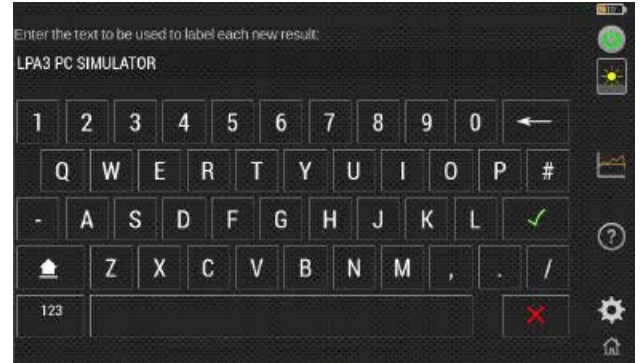 Enter the text to be used to label each new result:
LPA3 PC SIMULATOR
1 2 3 4 5 6 7 8 9 0
Q W E R T Y U I O P #
- A S D F G H J K L
?
Z X C V B N M , . /
123